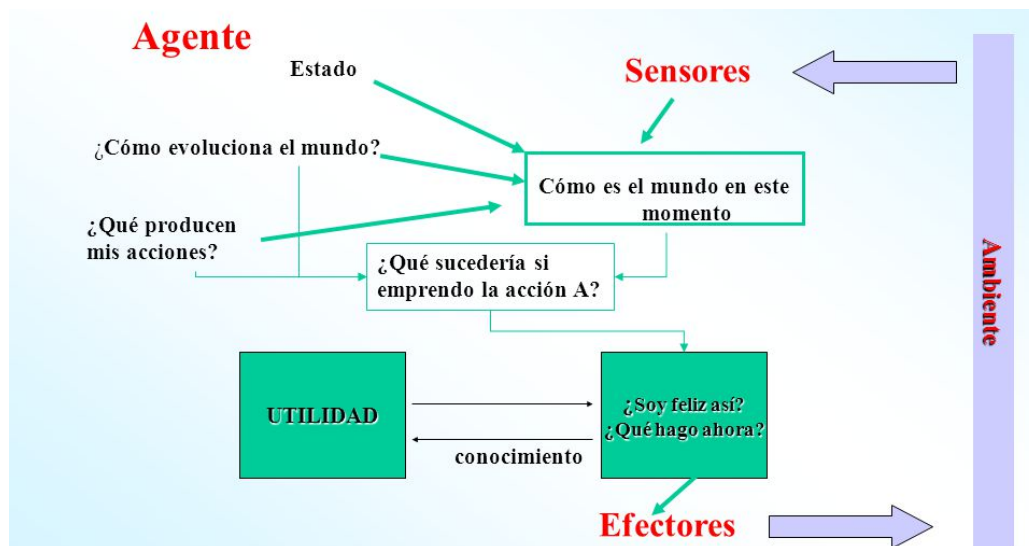 Agente
Estado
Sensores
¿Cómo evoluciona el mundo?
Cómo es el mundo en este
momento
¿Qué producen
mis acciones?
¿Qué sucedería si
emprendo la acción A?
Ambiente
UTILIDAD
¿Soy feliz así?
¿Qué hago ahora?
conocimiento
Efectores